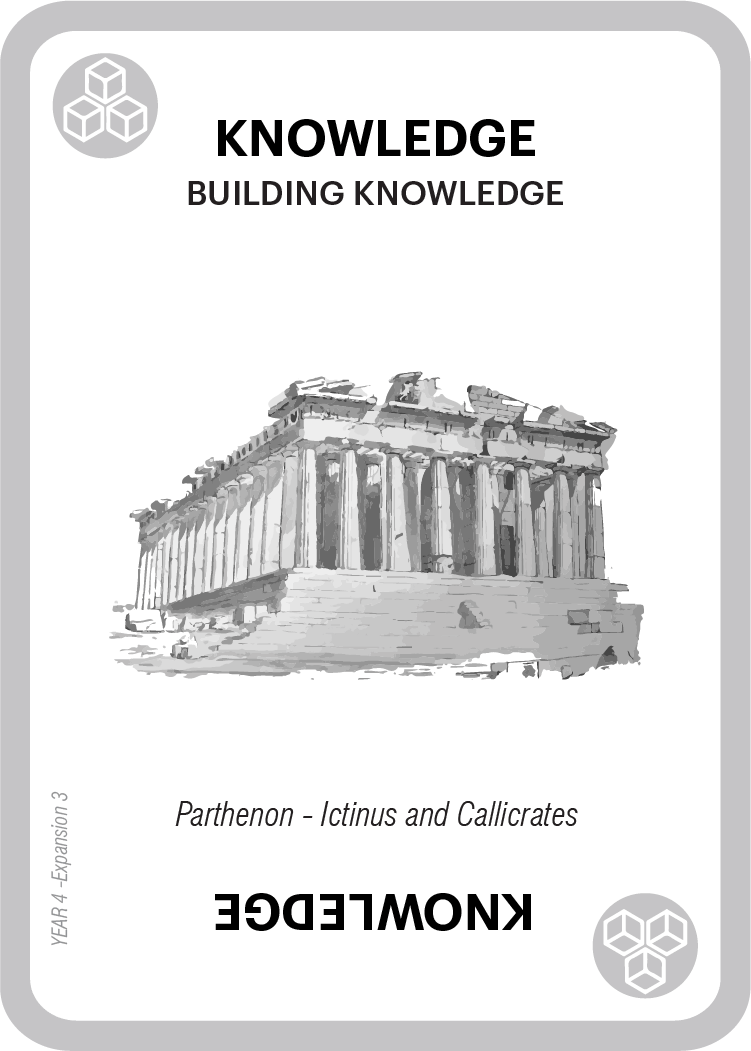 KNOWLEDGE
BUILDING KNOWLEDGE
Parthenon - Ictinus and Callicrates
YEAR 4 -Expansion 3
KNOWLEDGE